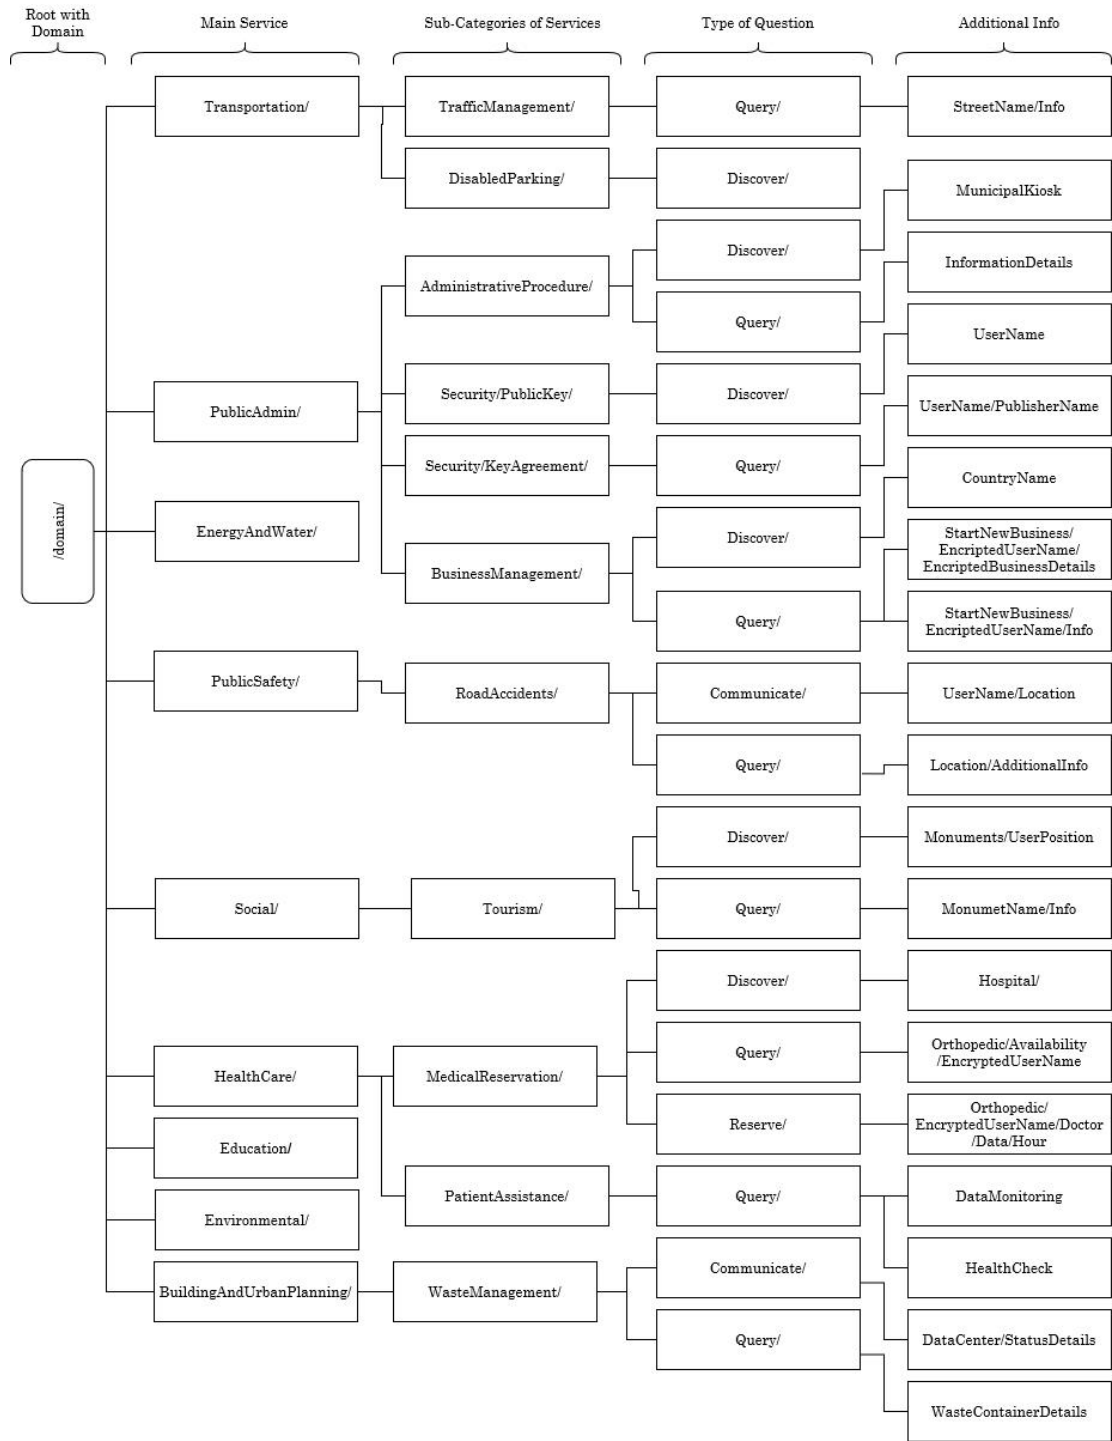 Root with
Domain
Main Service
Sub-Categories of Services
Type of Question
Additional Info
/domain/
Transportation/
TrafficManagement/
Query/
StreetName/Info
DisabledParking/
Discover/
PublicAdmin/
AdministrativeProcedure/
Discover/
MunicipalKiosk
Query/
InformationDetails
Security/PublicKey/
Discover/
UserName
Security/KeyAgreement/
Query/
UserName/PublisherName
BusinessManagement/
Discover/
CountryName
Query/
StartNewBusiness/
EncriptedUserName/
EncriptedBusinessDetails
StartNewBusiness/
EncriptedUserName/Info
EnergyAndWater/
PublicSafety/
RoadAccidents/
Communicate/
UserName/Location
Query/
Location/AdditionalInfo
Social/
Tourism/
Discover/
Monuments/UserPosition
Query/
MonumetName/Info
HealthCare/
MedicalReservation/
Discover/
Hospital/
Query/
Orthopedic/Availability
/EncryptedUserName
Reserve/
Orthopedic/
EncryptedUserName/Doctor
/Data/Hour
PatientAssistance/
Query/
DataMonitoring
HealthCheck
Education/
Environmental/
BuildingAndUrbanPlanning/
WasteManagement/
Communicate/
DataCenter/StatusDetails
Query/
WasteContainerDetails